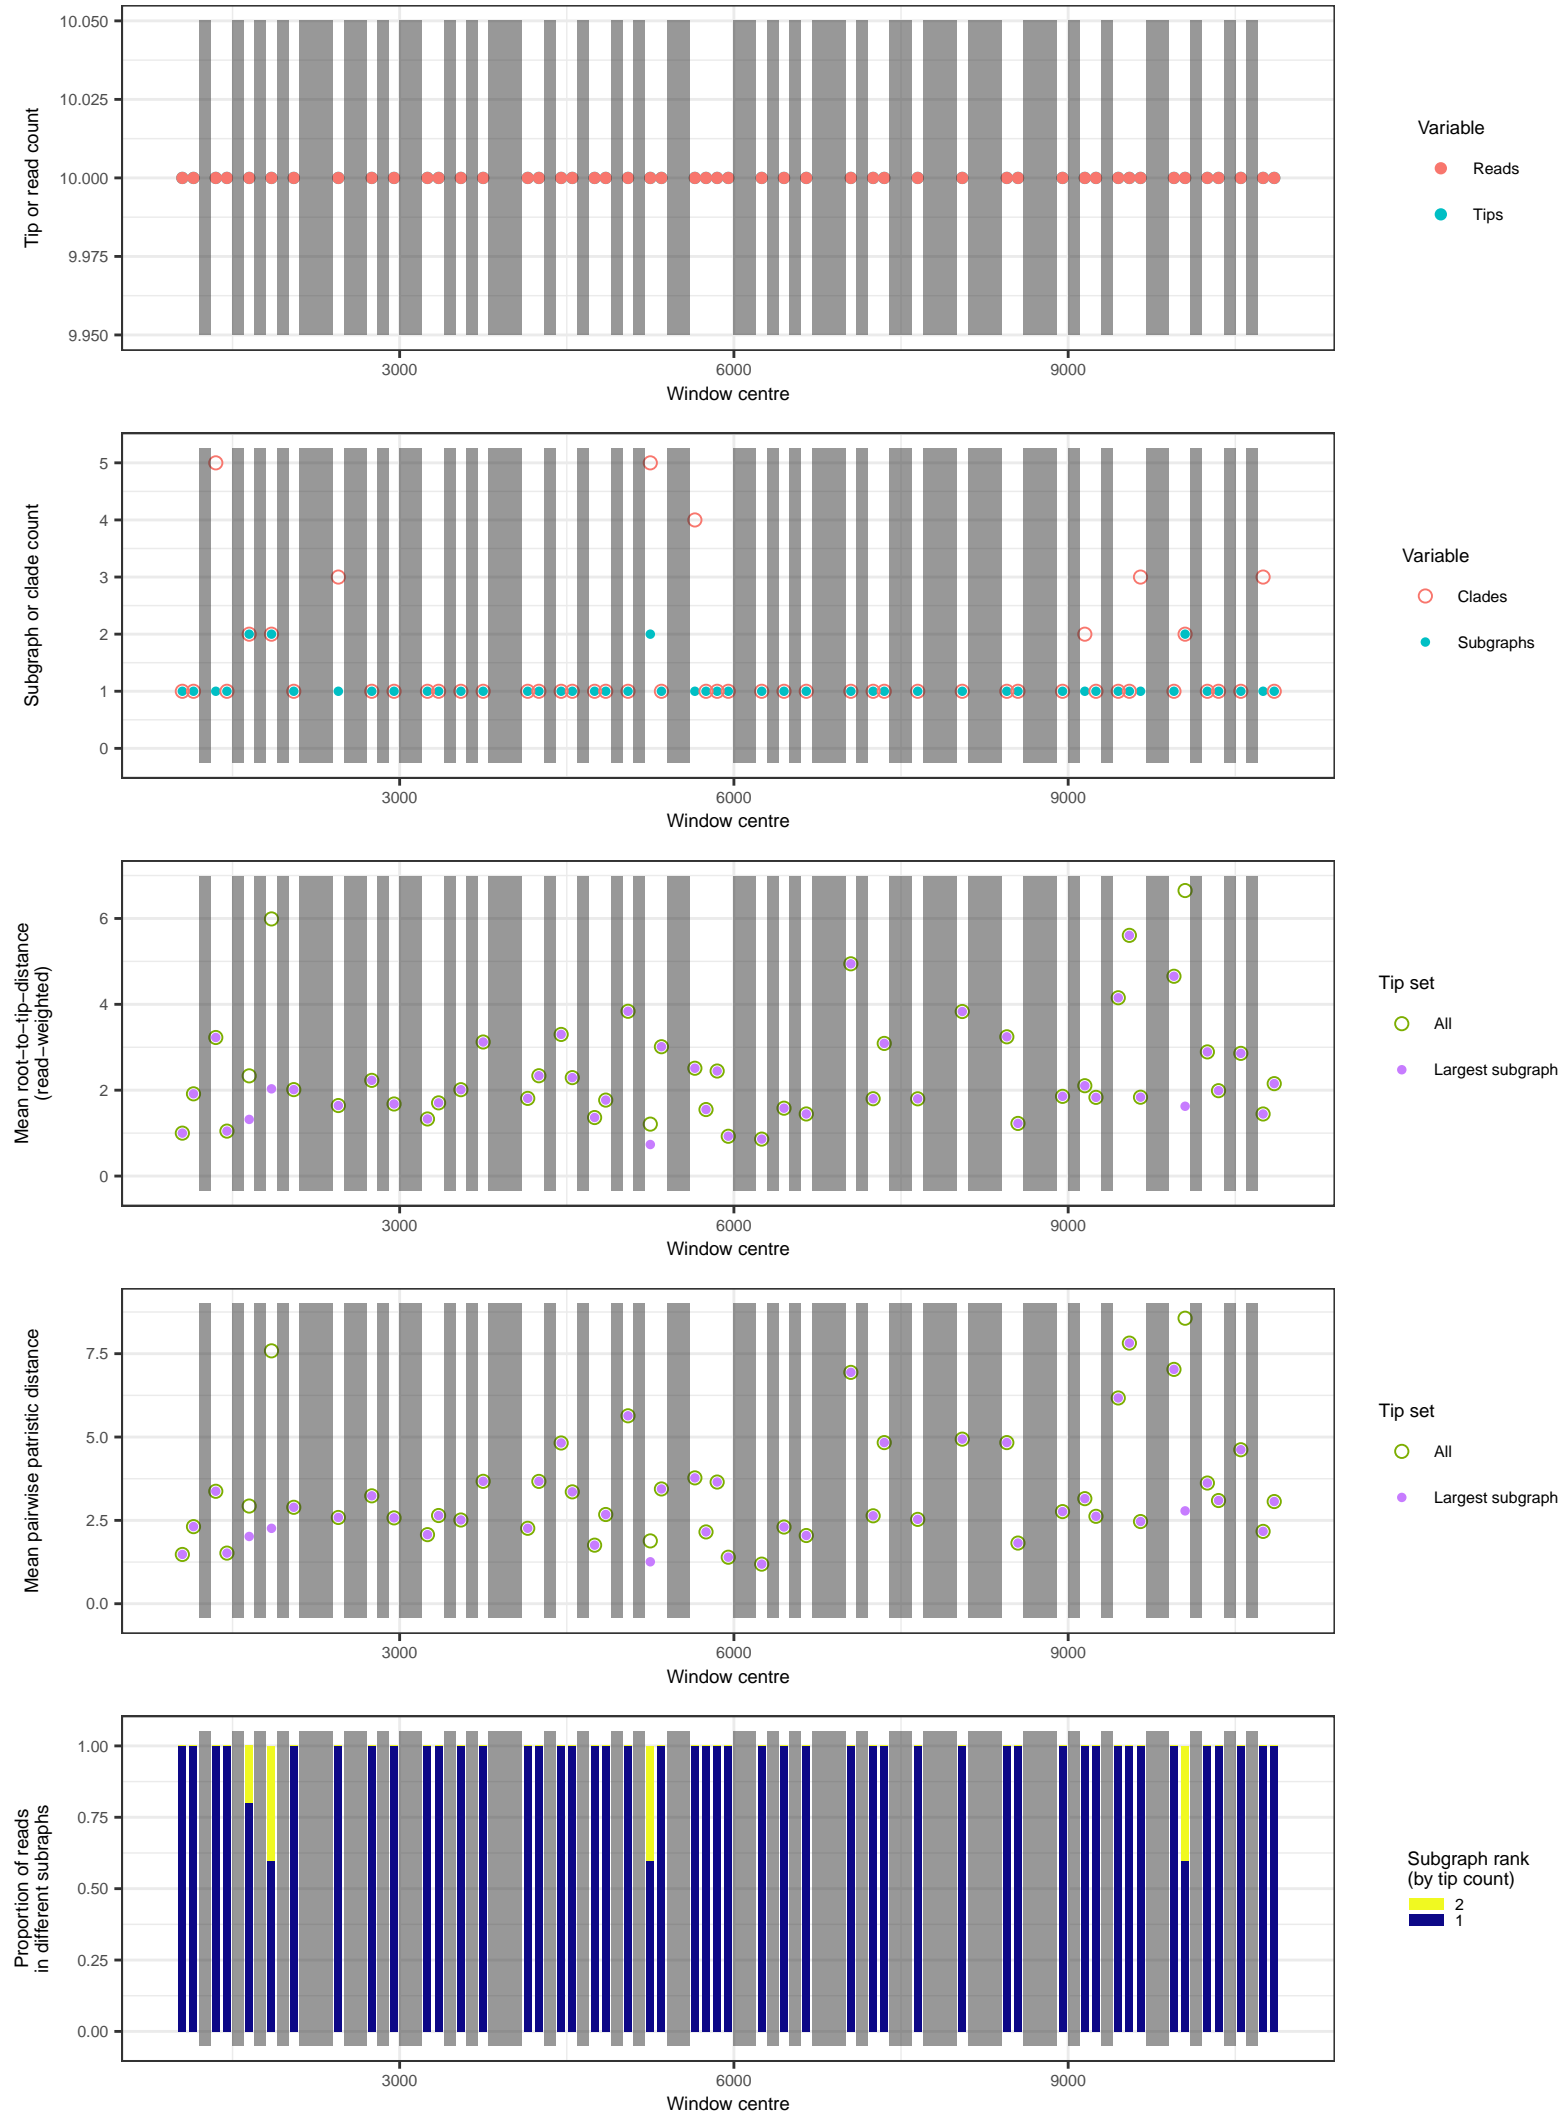 10.050
10.025
10.000
9.975
9.950
Tip or read count
3000
6000
9000
Window centre
Variable
Reads
Tips
5
4
3
2
1
0
Subgraph or clade count
3000
6000
9000
Window centre
Variable
Clades
Subgraphs
6
4
2
0
Mean root−to−tip−distance
(read−weighted)
3000
6000
9000
Window centre
Tip set
All
Largest subgraph
7.5
5.0
2.5
0.0
Mean pairwise patristic distance
3000
6000
9000
Window centre
Tip set
All
Largest subgraph
1.00
0.75
0.50
0.25
0.00
Proportion of reads
in different subraphs
3000
6000
9000
Window centre
Subgraph rank
(by tip count)
2
1